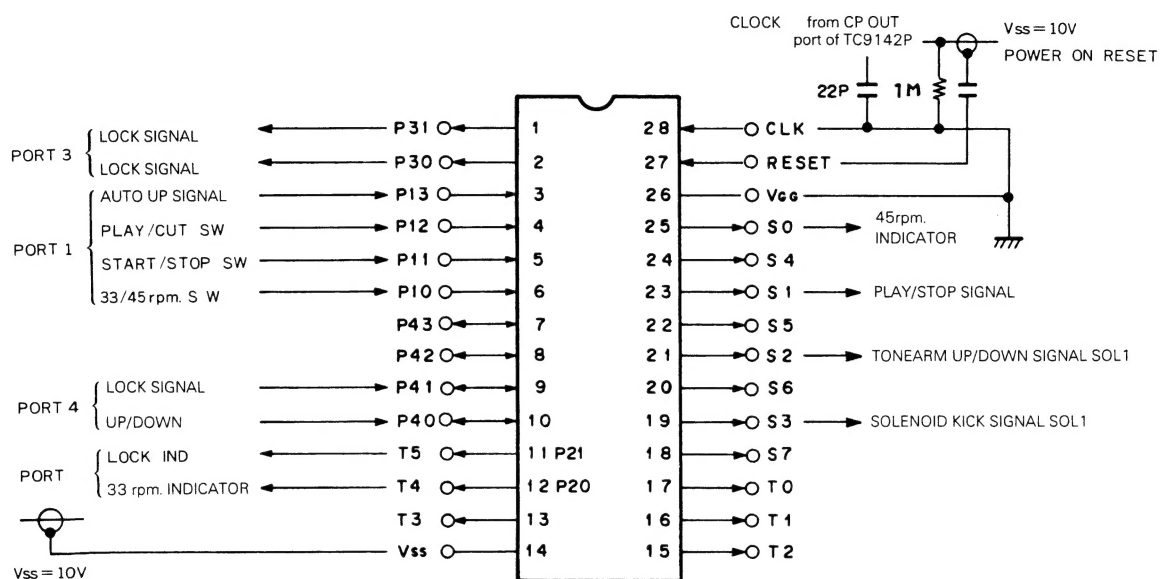 CLOCK from CP OUT
port of TC9142P
Vss=10V
POWER ON RESET
22P 1M
PORT 3 LOCK SIGNAL P31 1 28 CLK
LOCK SIGNAL P30 2 27 RESET
PORT 1 AUTO UP SIGNAL P13 3 26 VGG
PLAY/CUT SW P12 4 25 S0 45rpm. INDICATOR
START/STOP SW P11 5 24 S4
33/45rpm. SW P10 6 23 S1 PLAY/STOP SIGNAL
P43 7 22 S5
P42 8 21 S2 TONEARM UP/DOWN SIGNAL SOL1
PORT 4 LOCK SIGNAL P41 9 20 S6
UP/DOWN P40 10 19 S3 SOLENOID KICK SIGNAL SOL1
PORT LOCK IND T5 11 P21 18 S7
33 rpm. INDICATOR T4 12 P20 17 T0
T3 13 16 T1
Vss 14 15 T2
Vss=10V